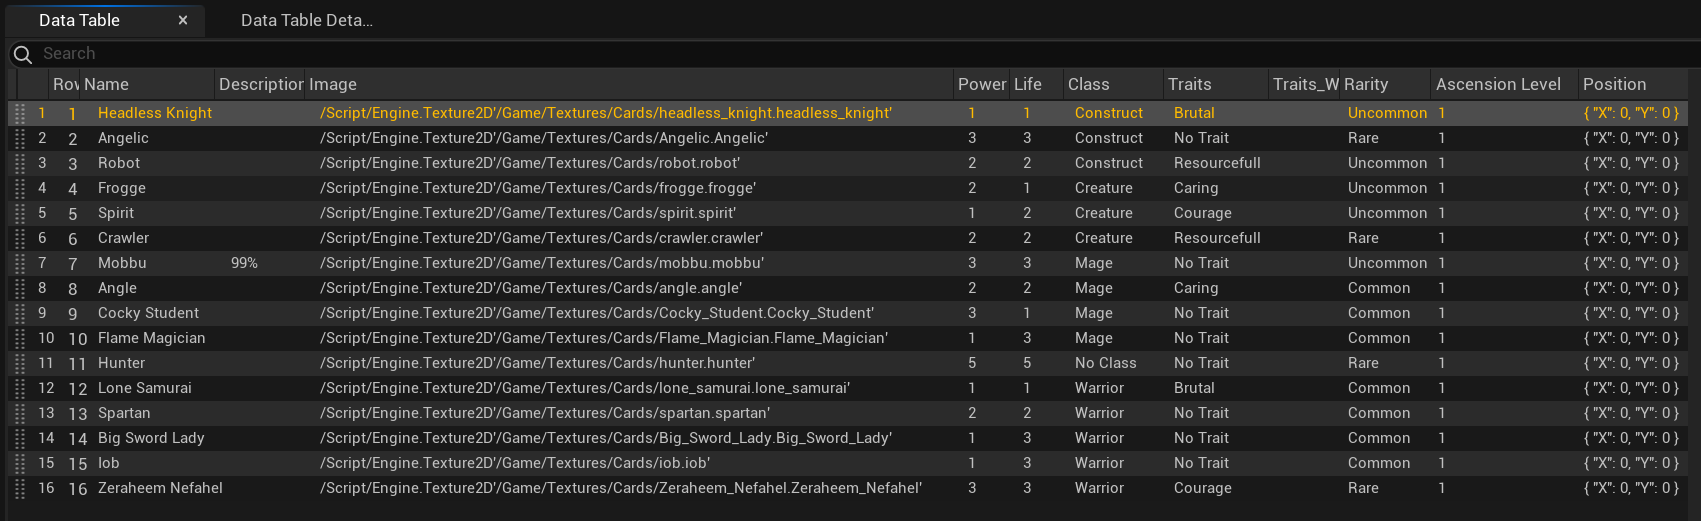 Data Table × Data Table Deta...
Search
Row Name Description Image Power Life Class Traits Traits_W Rarity Ascension Level Position
1 1 Headless Knight /Script/Engine.Texture2D'/Game/Textures/Cards/headless_knight.headless_knight' 1 1 Construct Brutal Uncommon 1 { "X": 0, "Y": 0 }
2 2 Angelic /Script/Engine.Texture2D'/Game/Textures/Cards/Angelic.Angelic' 3 3 Construct No Trait Rare 1 { "X": 0, "Y": 0 }
3 3 Robot /Script/Engine.Texture2D'/Game/Textures/Cards/robot.robot' 2 2 Construct Resourcefull Uncommon 1 { "X": 0, "Y": 0 }
4 4 Frogge /Script/Engine.Texture2D'/Game/Textures/Cards/frogge.frogge' 2 1 Creature Caring Uncommon 1 { "X": 0, "Y": 0 }
5 5 Spirit /Script/Engine.Texture2D'/Game/Textures/Cards/spirit.spirit' 1 2 Creature Courage Uncommon 1 { "X": 0, "Y": 0 }
6 6 Crawler /Script/Engine.Texture2D'/Game/Textures/Cards/crawler.crawler' 2 2 Creature Resourcefull Rare 1 { "X": 0, "Y": 0 }
7 7 Mobbu 99% /Script/Engine.Texture2D'/Game/Textures/Cards/mobbu.mobbu' 3 3 Mage No Trait Uncommon 1 { "X": 0, "Y": 0 }
8 8 Angle /Script/Engine.Texture2D'/Game/Textures/Cards/angle.angle' 2 2 Mage Caring Common 1 { "X": 0, "Y": 0 }
9 9 Cocky Student /Script/Engine.Texture2D'/Game/Textures/Cards/Cocky_Student.Cocky_Student' 3 1 Mage No Trait Common 1 { "X": 0, "Y": 0 }
10 10 Flame Magician /Script/Engine.Texture2D'/Game/Textures/Cards/Flame_Magician.Flame_Magician' 1 3 Mage No Trait Common 1 { "X": 0, "Y": 0 }
11 11 Hunter /Script/Engine.Texture2D'/Game/Textures/Cards/hunter.hunter' 5 5 No Class No Trait Rare 1 { "X": 0, "Y": 0 }
12 12 Lone Samurai /Script/Engine.Texture2D'/Game/Textures/Cards/lone_samurai.lone_samurai' 1 1 Warrior Brutal Common 1 { "X": 0, "Y": 0 }
13 13 Spartan /Script/Engine.Texture2D'/Game/Textures/Cards/spartan.spartan' 2 2 Warrior No Trait Common 1 { "X": 0, "Y": 0 }
14 14 Big Sword Lady /Script/Engine.Texture2D'/Game/Textures/Cards/Big_Sword_Lady.Big_Sword_Lady' 1 3 Warrior No Trait Common 1 { "X": 0, "Y": 0 }
15 15 Iob /Script/Engine.Texture2D'/Game/Textures/Cards/iob.iob' 1 3 Warrior No Trait Common 1 { "X": 0, "Y": 0 }
16 16 Zeraheem Nefahel /Script/Engine.Texture2D'/Game/Textures/Cards/Zeraheem_Nefahel.Zeraheem_Nefahel' 3 3 Warrior Courage Rare 1 { "X": 0, "Y": 0 }